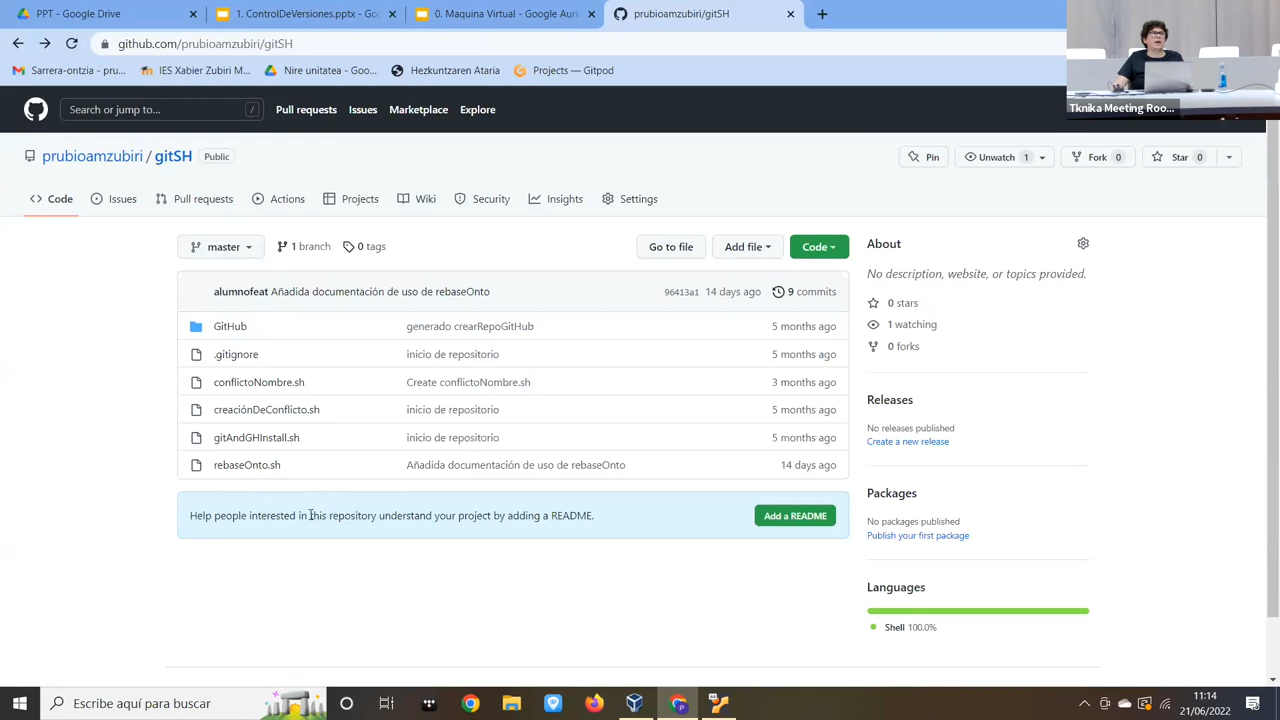 PPT - Google Drive
1. ControlDeVersiones.pptxv - Go
0. Maquina Virtual - Google Aur
prubioamzubiri/gitSH
github.com/prubioamzubiri/gitSH
Sarrera-ontzia - pru...
IES Xabier Zubiri M...
Nire unitatea - Goo...
Hezkuntzaren Ataria
Projects — Gitpod
Tknika Meeting Roo...
Search or jump to...
/
Pull requests
Issues
Marketplace
Explore
prubioamzubiri / gitSH
Public
Pin
Unwatch 1
Fork 0
Star 0
Code
Issues
Pull requests
Actions
Projects
Wiki
Security
Insights
Settings
master
1 branch
0 tags
Go to file
Add file
Code
alumnofeat Añadida documentación de uso de rebaseOnto
96413a1 14 days ago
9 commits
GitHub generado crearRepoGitHub 5 months ago
.gitignore inicio de repositorio 5 months ago
conflictoNombre.sh Create conflictoNombre.sh 3 months ago
creaciónDeConflicto.sh inicio de repositorio 5 months ago
gitAndGHInstall.sh inicio de repositorio 5 months ago
rebaseOnto.sh Añadida documentación de uso de rebaseOnto 14 days ago
Help people interested in this repository understand your project by adding a README.
Add a README
About
No description, website, or topics provided.
0 stars
1 watching
0 forks
Releases
No releases published
Create a new release
Packages
No packages published
Publish your first package
Languages
Shell 100.0%
Escribe aquí para buscar
11:14
21/06/2022